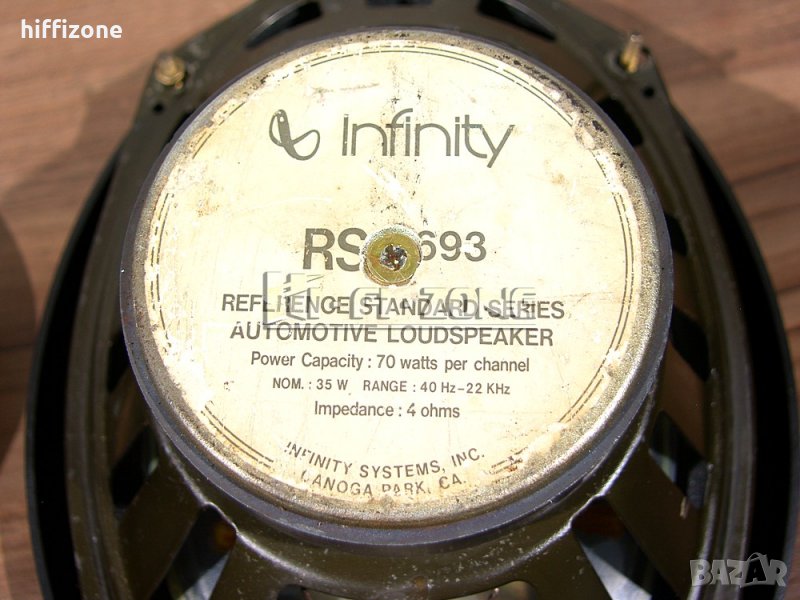 hiffizone
Infinity
RS 693
REFERENCE STANDARD SERIES
AUTOMOTIVE LOUDSPEAKER
Power Capacity : 70 watts per channel
NOM. : 35 W RANGE : 40 Hz-22 KHz
Impedance : 4 ohms
INFINITY SYSTEMS, INC.
CANOGA PARK, CA.
BAZAR